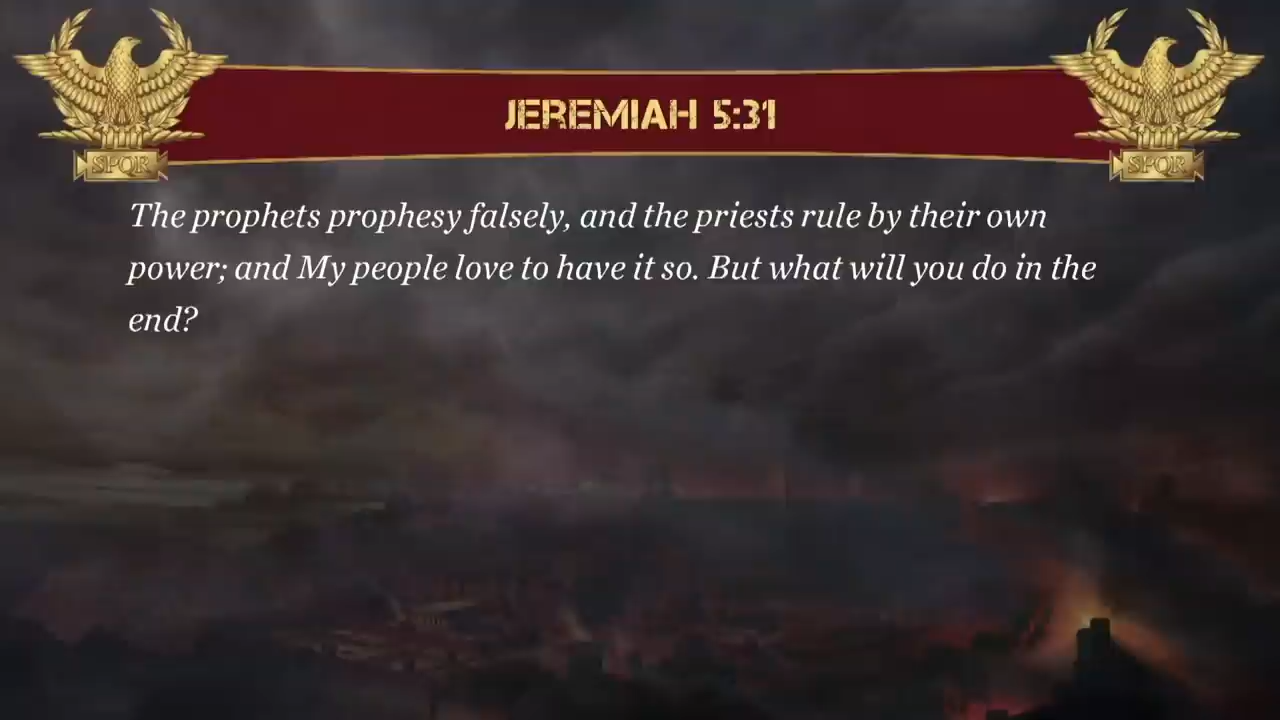 JEREMIAH 5:31
SPQR SPQR
The prophets prophesy falsely, and the priests rule by their own
power; and My people love to have it so. But what will you do in the
end?